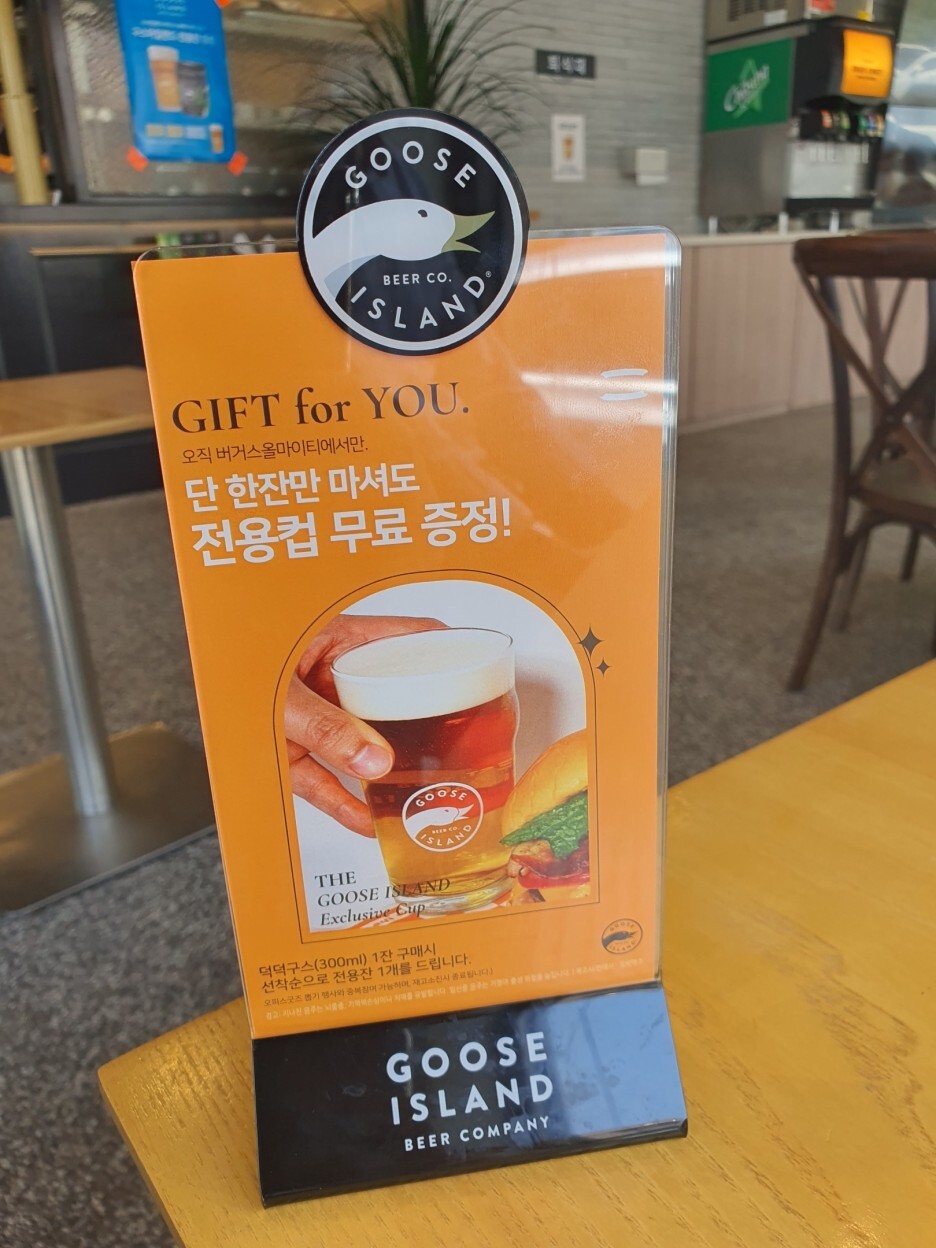 GOOSE
BEER CO.
ISLAND®
GIFT for YOU.
오직 버거스올마이티에서만.
단 한잔만 마셔도
전용컵 무료 증정!
GOOSE
BEER CO.
ISLAND
THE
GOOSE ISLAND
Exclusive Cup
덕덕구스(300ml) 1잔 구매시
선착순으로 전용잔 1개를 드립니다.
GOOSE
ISLAND
BEER COMPANY
퇴식대